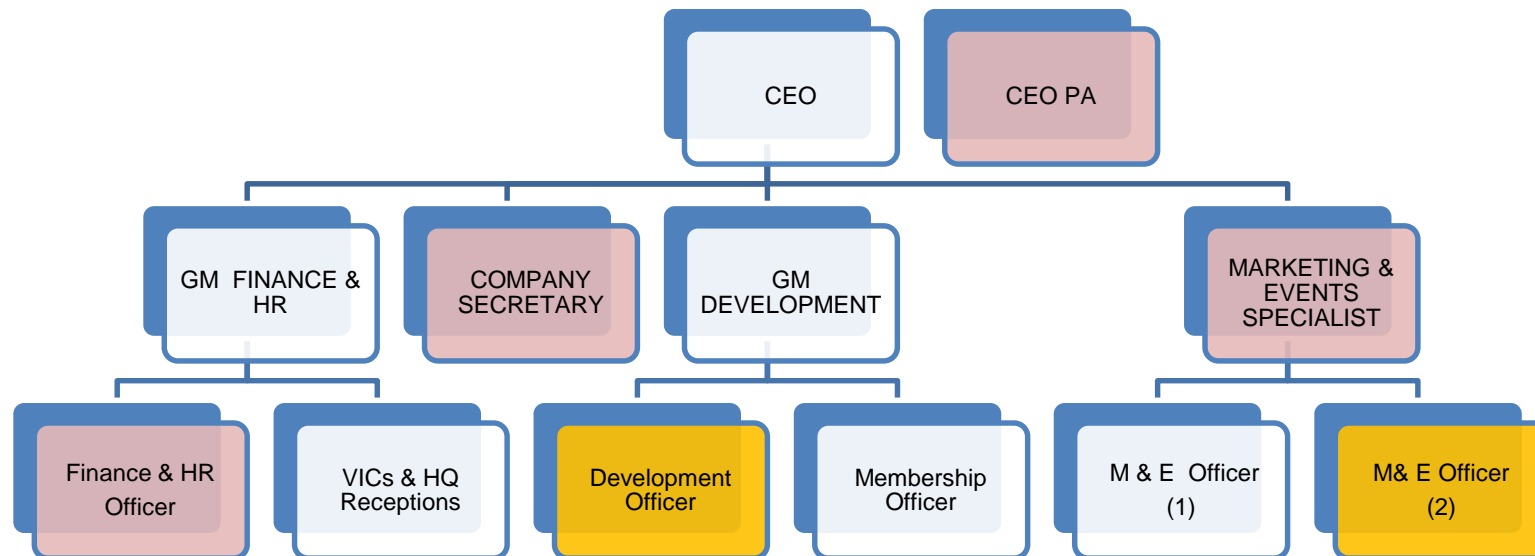 CEO
CEO PA
GM  FINANCE &
HR
COMPANY
SECRETARY
GM
DEVELOPMENT
MARKETING &
EVENTS
SPECIALIST
Finance & HR
Officer
VICs & HQ
Receptions
Development
Officer
Membership
Officer
M & E  Officer
(1)
M& E Officer
(2)